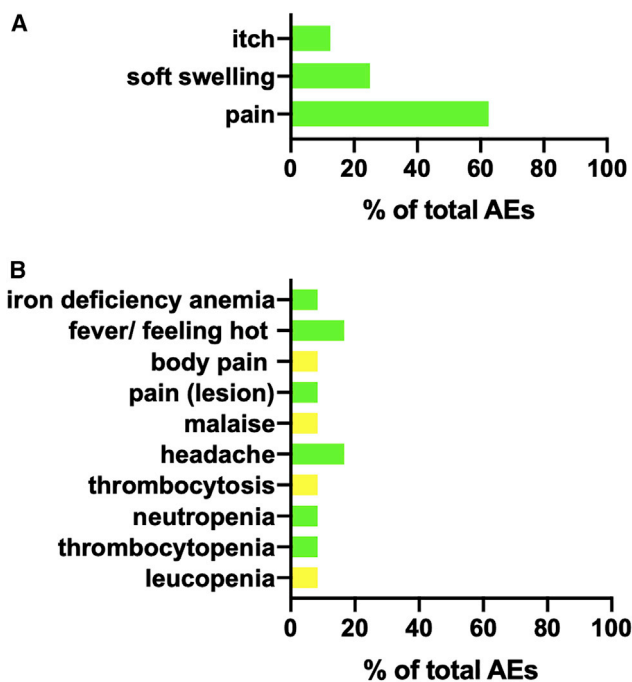 A
itch
soft swelling
pain
0 20 40 60 80 100
% of total AEs
B
iron deficiency anemia
fever/ feeling hot
body pain
pain (lesion)
malaise
headache
thrombocytosis
neutropenia
thrombocytopenia
leucopenia
0 20 40 60 80 100
% of total AEs